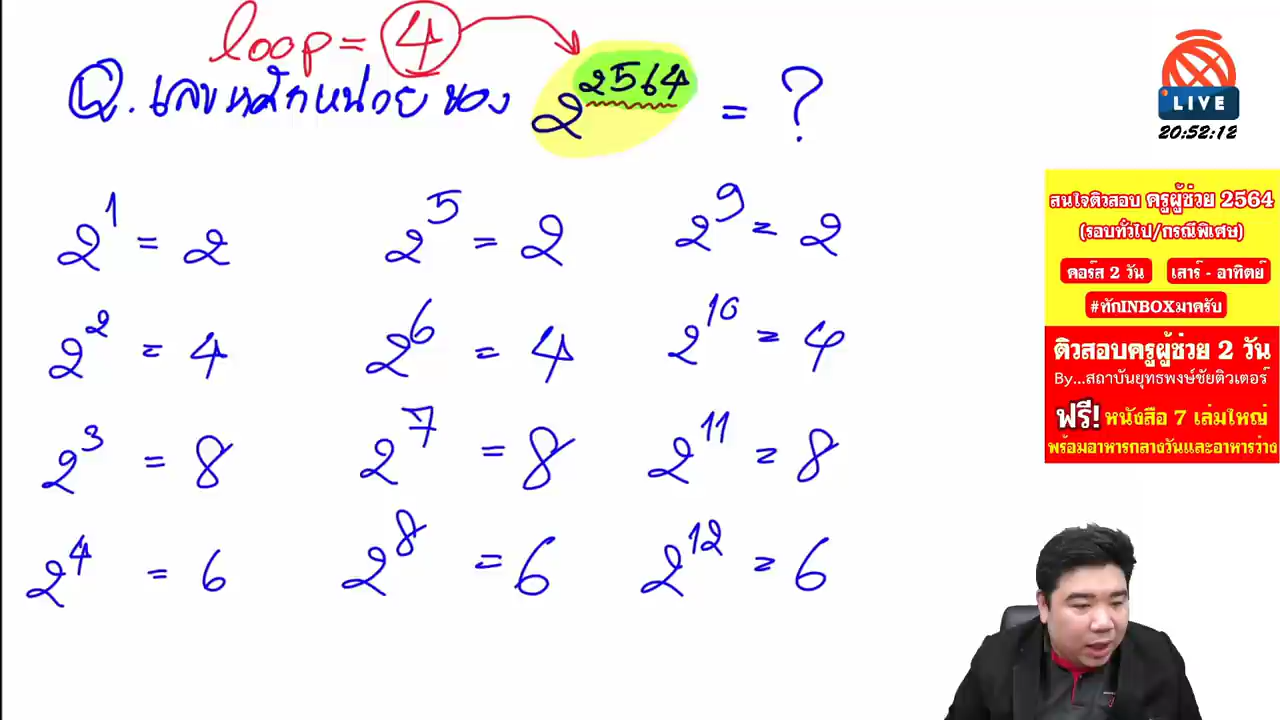 loop = 4
Q. เลขหลักหน่วย ของ 2^2564 = ?
2^1 = 2 2^5 = 2 2^9 = 2
2^2 = 4 2^6 = 4 2^10 = 4
2^3 = 8 2^7 = 8 2^11 = 8
2^4 = 6 2^8 = 6 2^12 = 6
LIVE
20:52:12
สนใจติวสอบ ครูผู้ช่วย 2564
(รอบทั่วไป/กรณีพิเศษ)
คอร์ส 2 วัน เสาร์ - อาทิตย์
#ทักINBOXมาครับ
ติวสอบครูผู้ช่วย 2 วัน
By...สถาบันยุทธพงษ์ชัยติวเตอร์
ฟรี! หนังสือ 7 เล่มใหญ่
พร้อมอาหารกลางวันและอาหารว่าง